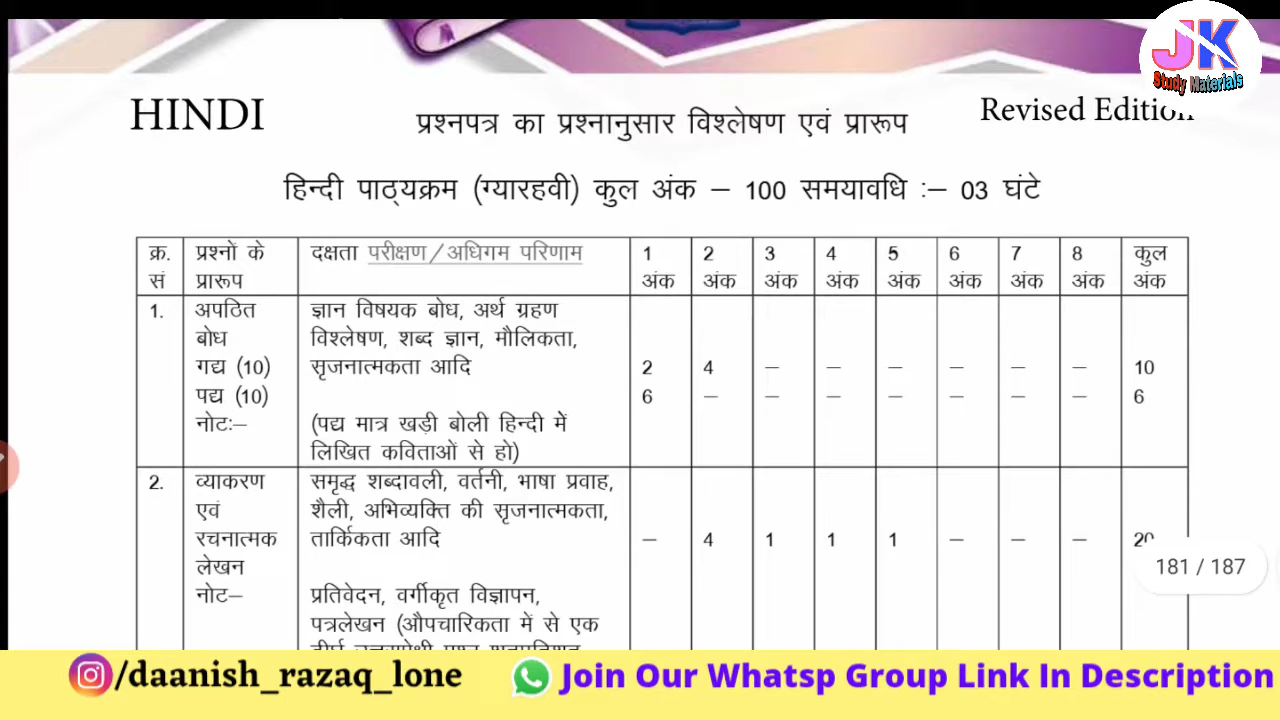 JK
Study Materials
HINDI
प्रश्नपत्र का प्रश्नानुसार विश्लेषण एवं प्रारूप
Revised Edition
हिन्दी पाठ्यक्रम (ग्यारहवी) कुल अंक – 100 समयावधि :– 03 घंटे
क्र. सं प्रश्नों के प्रारूप दक्षता परीक्षण/अधिगम परिणाम 1 अंक 2 अंक 3 अंक 4 अंक 5 अंक 6 अंक 7 अंक 8 अंक कुल अंक
1. अपठित ज्ञान विषयक बोध, अर्थ ग्रहण
बोध विश्लेषण, शब्द ज्ञान, मौलिकता,
गद्य (10) सृजनात्मकता आदि 2 4 – – – – – – 10
पद्य (10) 6 – – – – – – – 6
नोटः– (पद्य मात्र खड़ी बोली हिन्दी में
लिखित कविताओं से हो)
2. व्याकरण समृद्ध शब्दावली, वर्तनी, भाषा प्रवाह,
एवं शैली, अभिव्यक्ति की सृजनात्मकता,
रचनात्मक तार्किकता आदि – 4 1 1 1 – – – 20
लेखन
181 / 187
नोट– प्रतिवेदन, वर्गीकृत विज्ञापन,
पत्रलेखन (औपचारिकता में से एक
/daanish_razaq_lone
Join Our Whatsp Group Link In Description